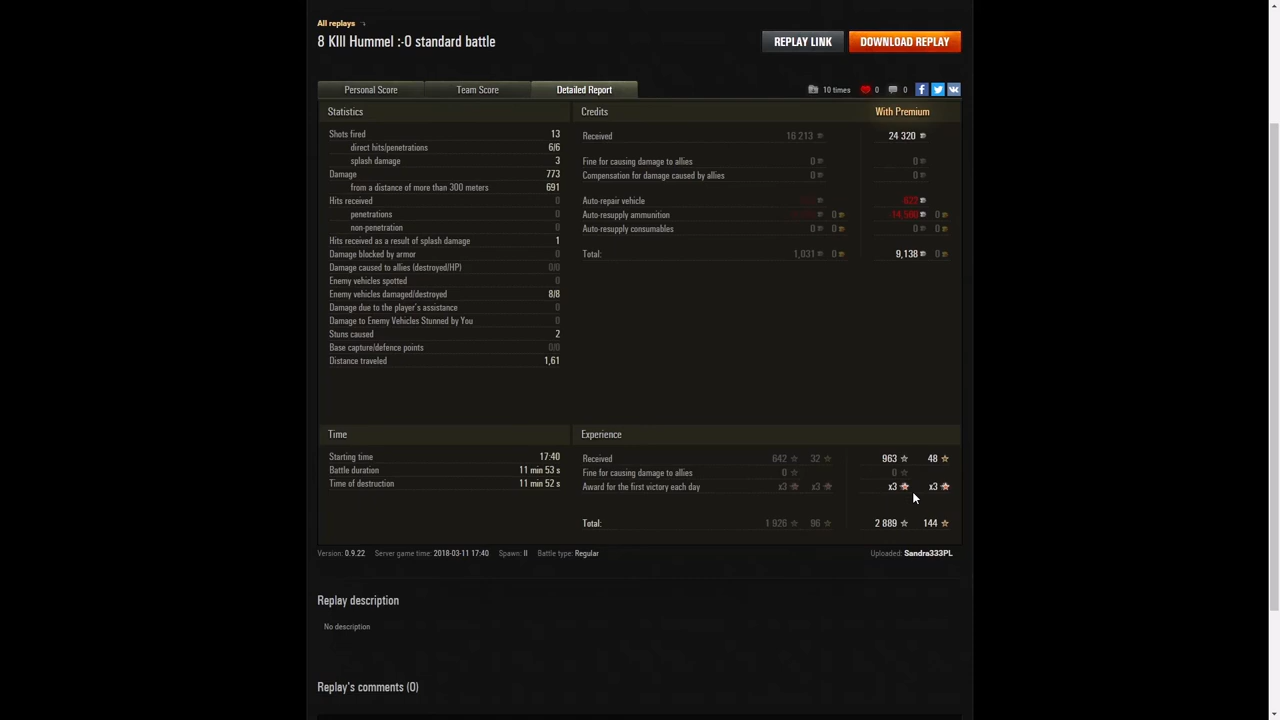 All replays
8 KIll Hummel :-O standard battle
REPLAY LINK
DOWNLOAD REPLAY
Personal Score
Team Score
Detailed Report
10 times
0
0
Statistics
Shots fired 13
direct hits/penetrations 6/6
splash damage 3
Damage 773
from a distance of more than 300 meters 691
Hits received 0
penetrations 0
non-penetration 0
Hits received as a result of splash damage 1
Damage blocked by armor 0
Damage caused to allies (destroyed/HP) 0/0
Enemy vehicles spotted 0
Enemy vehicles damaged/destroyed 8/8
Damage due to the player's assistance 0
Damage to Enemy Vehicles Stunned by You 0
Stuns caused 2
Base capture/defence points 0/0
Distance traveled 1,61
Credits With Premium
Received 16 213 24 320
Fine for causing damage to allies 0 0
Compensation for damage caused by allies 0 0
Auto-repair vehicle
Auto-resupply ammunition 0 0
Auto-resupply consumables 0 0 0 0
Total: 1,031 0 9,138 0
Time
Starting time 17:40
Battle duration 11 min 53 s
Time of destruction 11 min 52 s
Experience
Received 642 32 963 48
Fine for causing damage to allies 0 0
Award for the first victory each day x3 x3 x3 x3
Total: 1 926 96 2 889 144
Version: 0.9.22 Server game time: 2018-03-11 17:40 Spawn: II Battle type: Regular Uploaded: Sandra333PL
Replay description
No description
Replay's comments (0)